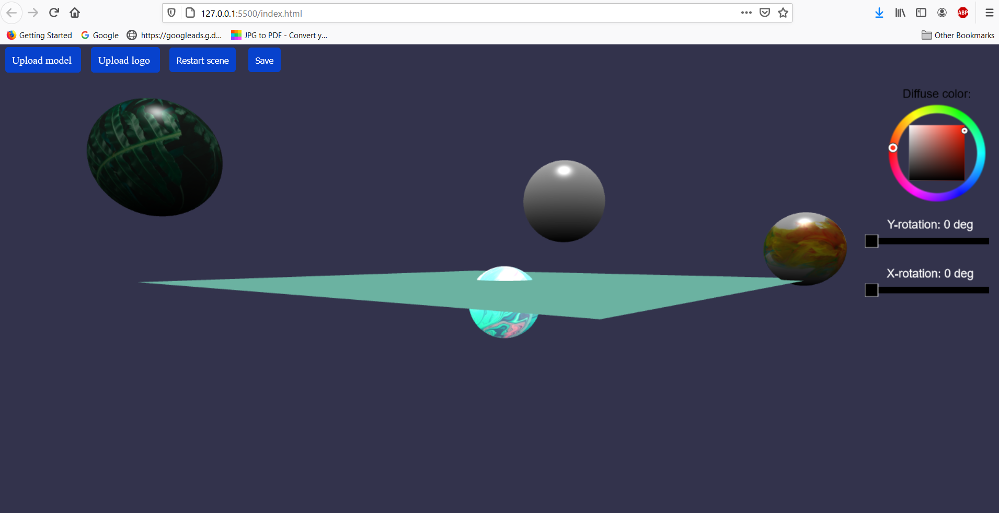 127.0.0.1:5500/index.html
ABP
Getting Started Google https://googleads.g.d... JPG to PDF - Convert y... Other Bookmarks
Upload model Upload logo Restart scene Save
Diffuse color:
Y-rotation: 0 deg
X-rotation: 0 deg